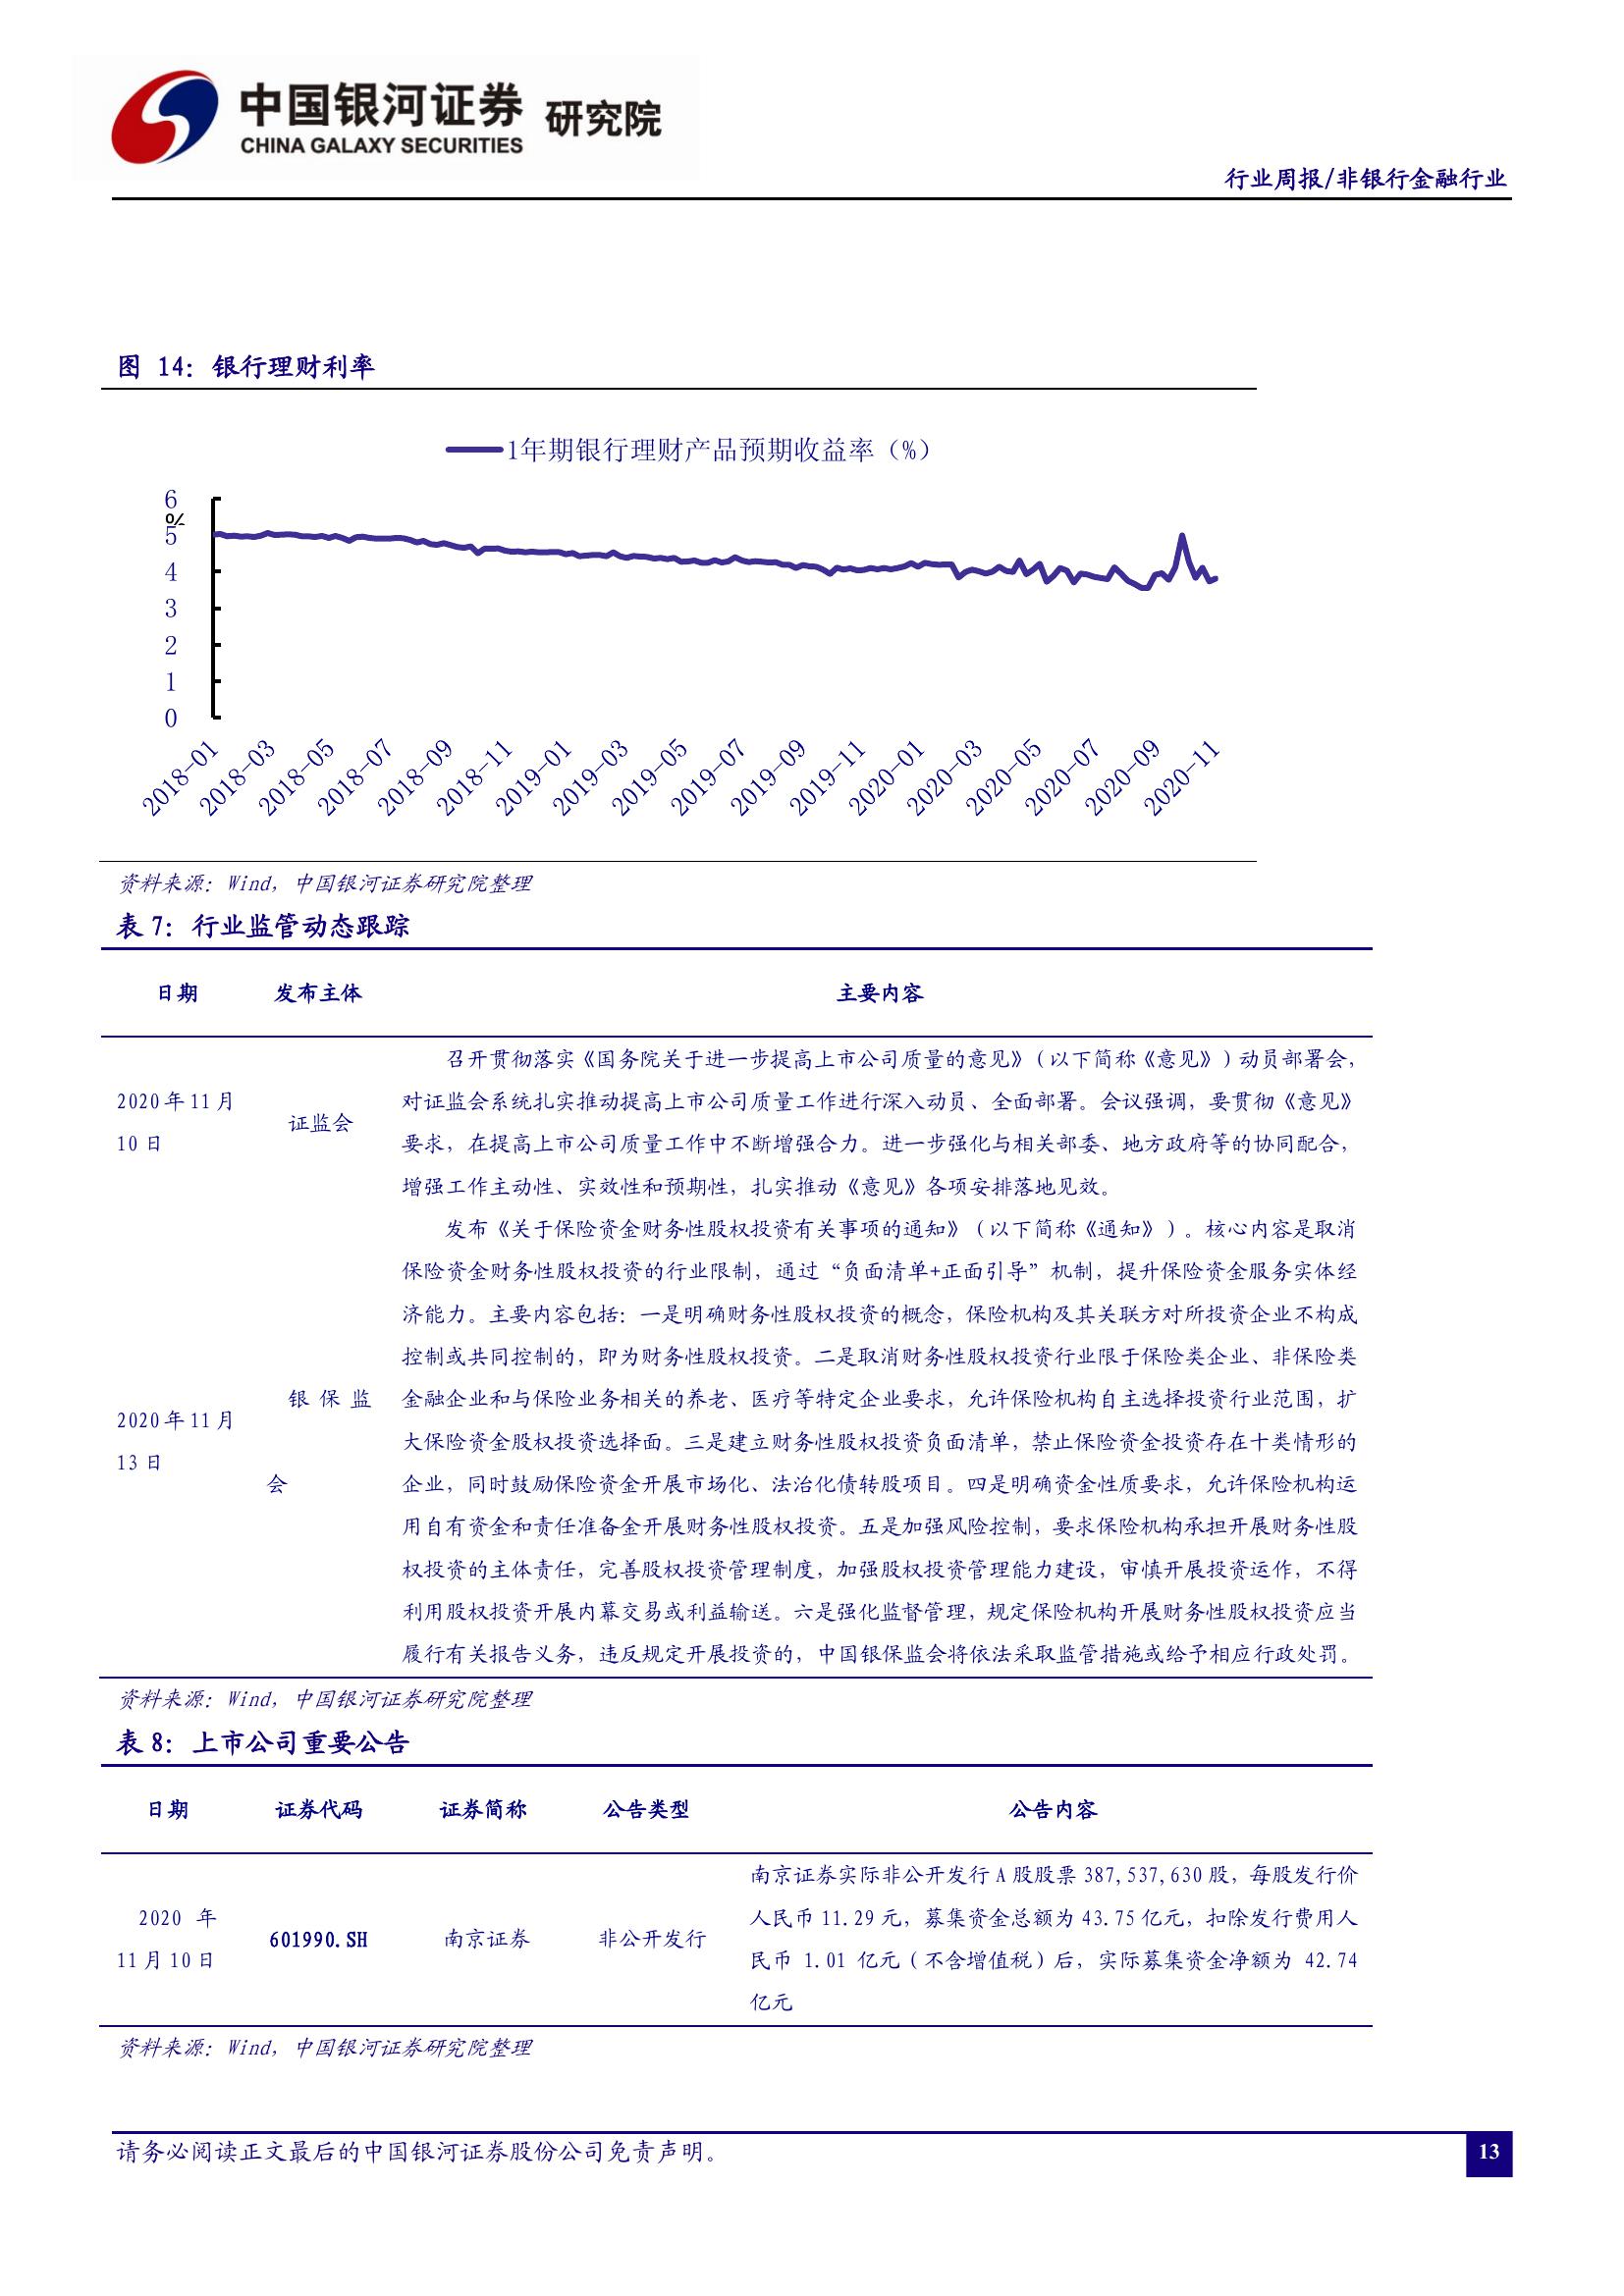 中国银河证券 研究院
CHINA GALAXY SECURITIES
行业周报/非银行金融行业
图 14：银行理财利率
1年期银行理财产品预期收益率（%）
6
%
5
4
3
2
1
0
2018-01
2018-03
2018-05
2018-07
2018-09
2018-11
2019-01
2019-03
2019-05
2019-07
2019-09
2019-11
2020-01
2020-03
2020-05
2020-07
2020-09
2020-11
资料来源：Wind，中国银河证券研究院整理
表 7：行业监管动态跟踪
日期 发布主体 主要内容
2020 年 11 月
10 日
证监会
召开贯彻落实《国务院关于进一步提高上市公司质量的意见》（以下简称《意见》）动员部署会，
对证监会系统扎实推动提高上市公司质量工作进行深入动员、全面部署。会议强调，要贯彻《意见》
要求，在提高上市公司质量工作中不断增强合力。进一步强化与相关部委、地方政府等的协同配合，
增强工作主动性、实效性和预期性，扎实推动《意见》各项安排落地见效。
2020 年 11 月
13 日
银 保 监
会
发布《关于保险资金财务性股权投资有关事项的通知》（以下简称《通知》）。核心内容是取消
保险资金财务性股权投资的行业限制，通过“负面清单+正面引导”机制，提升保险资金服务实体经
济能力。主要内容包括：一是明确财务性股权投资的概念，保险机构及其关联方对所投资企业不构成
控制或共同控制的，即为财务性股权投资。二是取消财务性股权投资行业限于保险类企业、非保险类
金融企业和与保险业务相关的养老、医疗等特定企业要求，允许保险机构自主选择投资行业范围，扩
大保险资金股权投资选择面。三是建立财务性股权投资负面清单，禁止保险资金投资存在十类情形的
企业，同时鼓励保险资金开展市场化、法治化债转股项目。四是明确资金性质要求，允许保险机构运
用自有资金和责任准备金开展财务性股权投资。五是加强风险控制，要求保险机构承担开展财务性股
权投资的主体责任，完善股权投资管理制度，加强股权投资管理能力建设，审慎开展投资运作，不得
利用股权投资开展内幕交易或利益输送。六是强化监督管理，规定保险机构开展财务性股权投资应当
履行有关报告义务，违反规定开展投资的，中国银保监会将依法采取监管措施或给予相应行政处罚。
资料来源：Wind，中国银河证券研究院整理
表 8：上市公司重要公告
日期 证券代码 证券简称 公告类型 公告内容
2020 年
11 月 10 日
601990.SH
南京证券
非公开发行
南京证券实际非公开发行 A 股股票 387,537,630 股，每股发行价
人民币 11.29 元，募集资金总额为 43.75 亿元，扣除发行费用人
民币 1.01 亿元（不含增值税）后，实际募集资金净额为 42.74
亿元
资料来源：Wind，中国银河证券研究院整理
请务必阅读正文最后的中国银河证券股份公司免责声明。
13